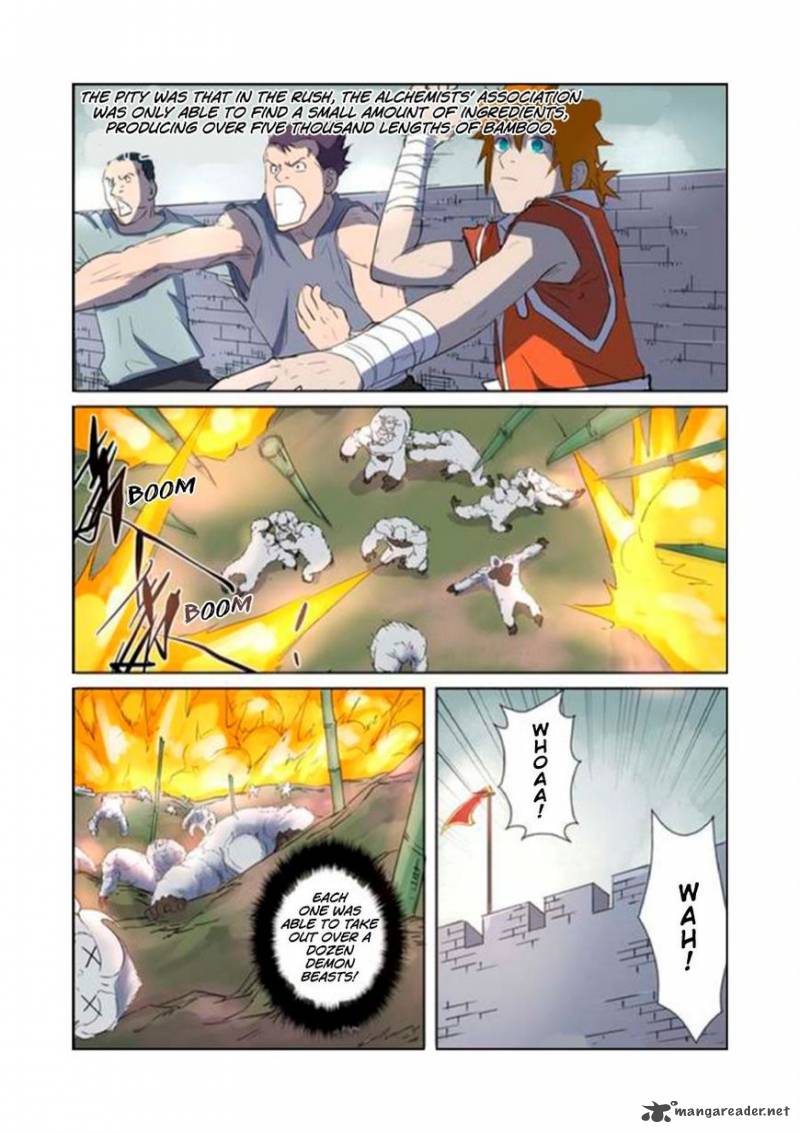 THE PITY WAS THAT IN THE RUSH, THE ALCHEMISTS' ASSOCIATION
WAS ONLY ABLE TO FIND A SMALL AMOUNT OF INGREDIENTS,
PRODUCING OVER FIVE THOUSAND LENGTHS OF BAMBOO.
BOOM
BOOM
EACH
ONE WAS
ABLE TO TAKE
OUT OVER A
DOZEN
DEMON
BEASTS!
WHOAA!
WAH!
mangareader.net